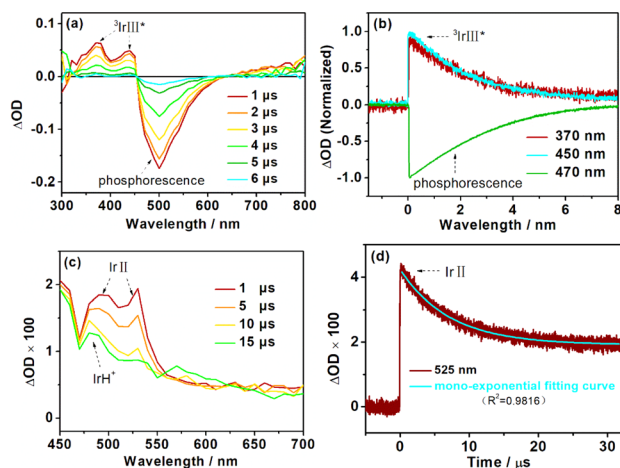 (a)
³IrIII*
0.1
0.0
-0.1
-0.2
ΔOD
1 μs
2 μs
3 μs
4 μs
5 μs
6 μs
phosphorescence
300 400 500 600 700 800
Wavelength / nm
(b)
³IrIII*
1.0
0.5
0.0
-0.5
-1.0
ΔOD (Normalized)
370 nm
450 nm
470 nm
phosphorescence
0 2 4 6 8
Wavelength / nm
(c)
Ir II
2
1
0
ΔOD × 100
1 μs
5 μs
10 μs
15 μs
IrH⁺
450 500 550 600 650 700
Wavelength / nm
(d)
Ir II
4
2
0
ΔOD × 100
525 nm
mono-exponential fitting curve
(R²=0.9816)
0 10 20 30
Time / μs